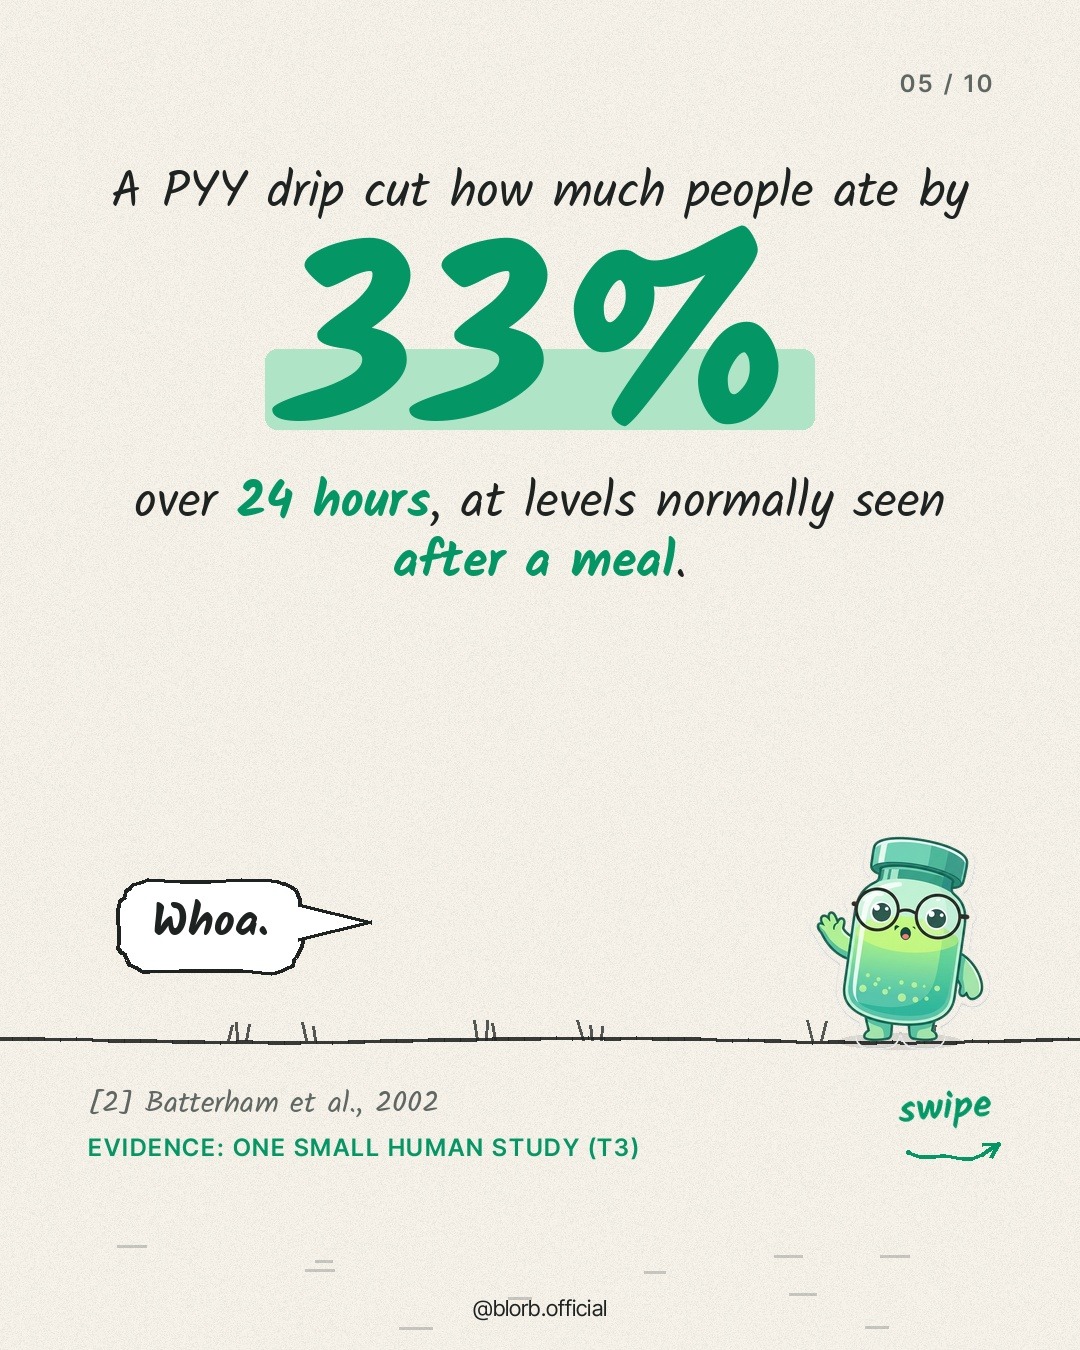 05 / 10
A PYY drip cut how much people ate by
33%
over 24 hours, at levels normally seen
after a meal.
Whoa.
[2] Batterham et al., 2002
EVIDENCE: ONE SMALL HUMAN STUDY (T3)
swipe
@blorb.official